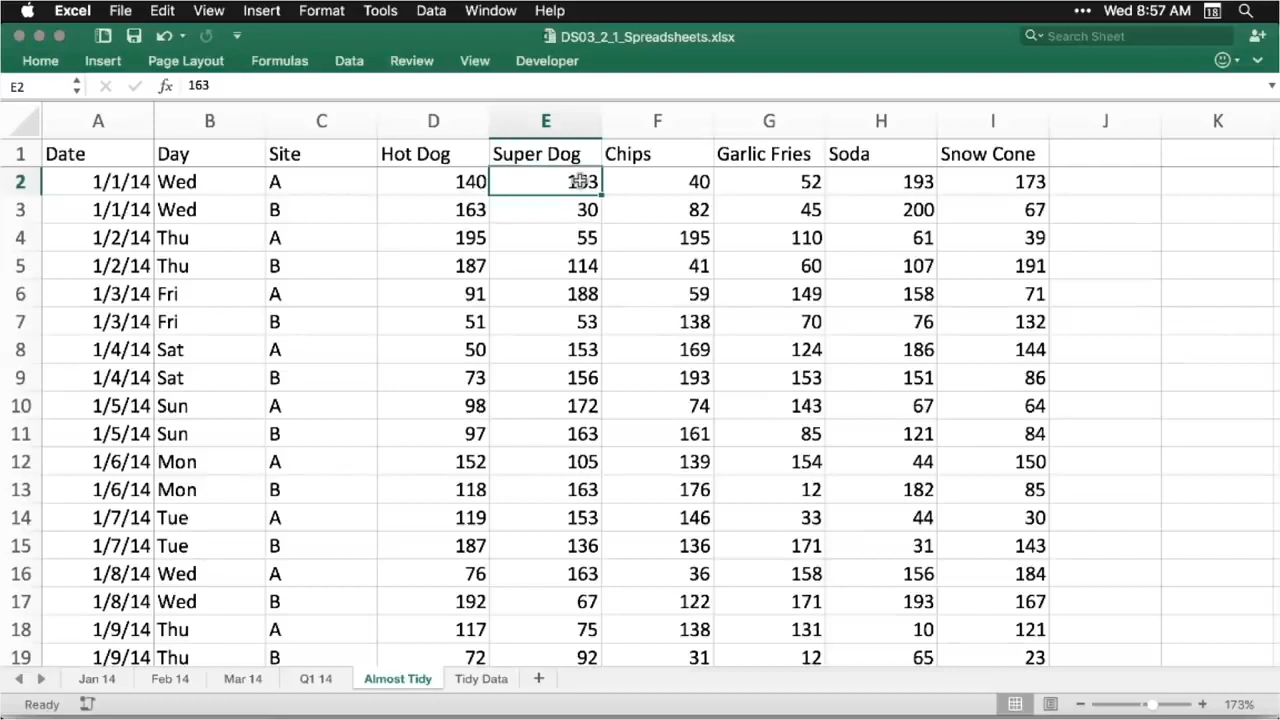 Excel File Edit View Insert Format Tools Data Window Help ••• Wed 8:57 AM 18
DS03_2_1_Spreadsheets.xlsx Search Sheet
Home Insert Page Layout Formulas Data Review View Developer
E2 fx 163
A B C D E F G H I J K
1 Date Day Site Hot Dog Super Dog Chips Garlic Fries Soda Snow Cone
2 1/1/14 Wed A 140 163 40 52 193 173
3 1/1/14 Wed B 163 30 82 45 200 67
4 1/2/14 Thu A 195 55 195 110 61 39
5 1/2/14 Thu B 187 114 41 60 107 191
6 1/3/14 Fri A 91 188 59 149 158 71
7 1/3/14 Fri B 51 53 138 70 76 132
8 1/4/14 Sat A 50 153 169 124 186 144
9 1/4/14 Sat B 73 156 193 153 151 86
10 1/5/14 Sun A 98 172 74 143 67 64
11 1/5/14 Sun B 97 163 161 85 121 84
12 1/6/14 Mon A 152 105 139 154 44 150
13 1/6/14 Mon B 118 163 176 12 182 85
14 1/7/14 Tue A 119 153 146 33 44 30
15 1/7/14 Tue B 187 136 136 171 31 143
16 1/8/14 Wed A 76 163 36 158 156 184
17 1/8/14 Wed B 192 67 122 171 193 167
18 1/9/14 Thu A 117 75 138 131 10 121
19 1/9/14 Thu B 72 92 31 12 65 23
Jan 14 Feb 14 Mar 14 Q1 14 Almost Tidy Tidy Data +
Ready − + 173%